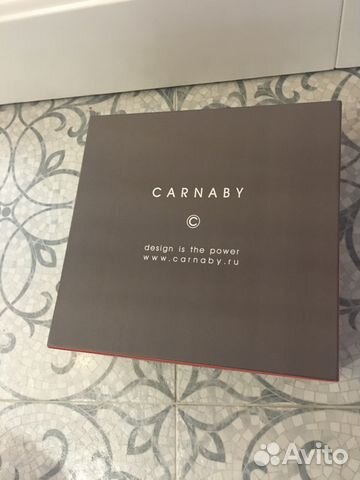 CARNABY
©
design is the power
www.carnaby.ru
Avito